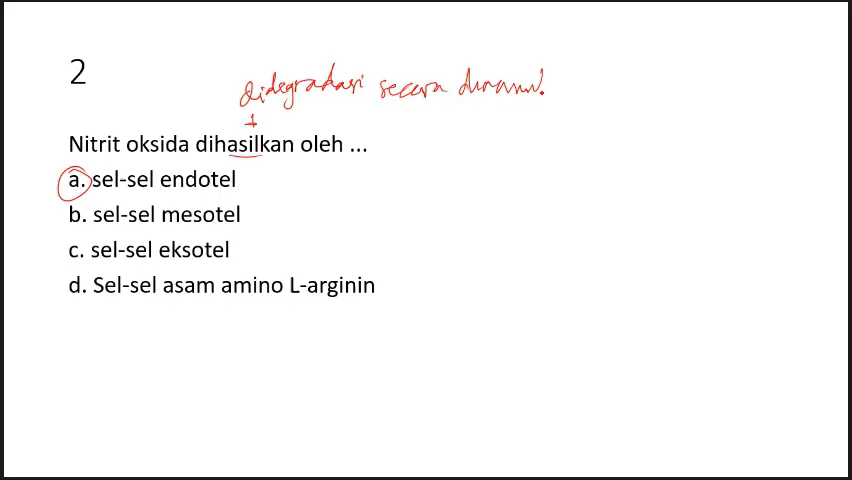 2
didegradasi secara dinamis!
Nitrit oksida dihasilkan oleh ...
a. sel-sel endotel
b. sel-sel mesotel
c. sel-sel eksotel
d. Sel-sel asam amino L-arginin